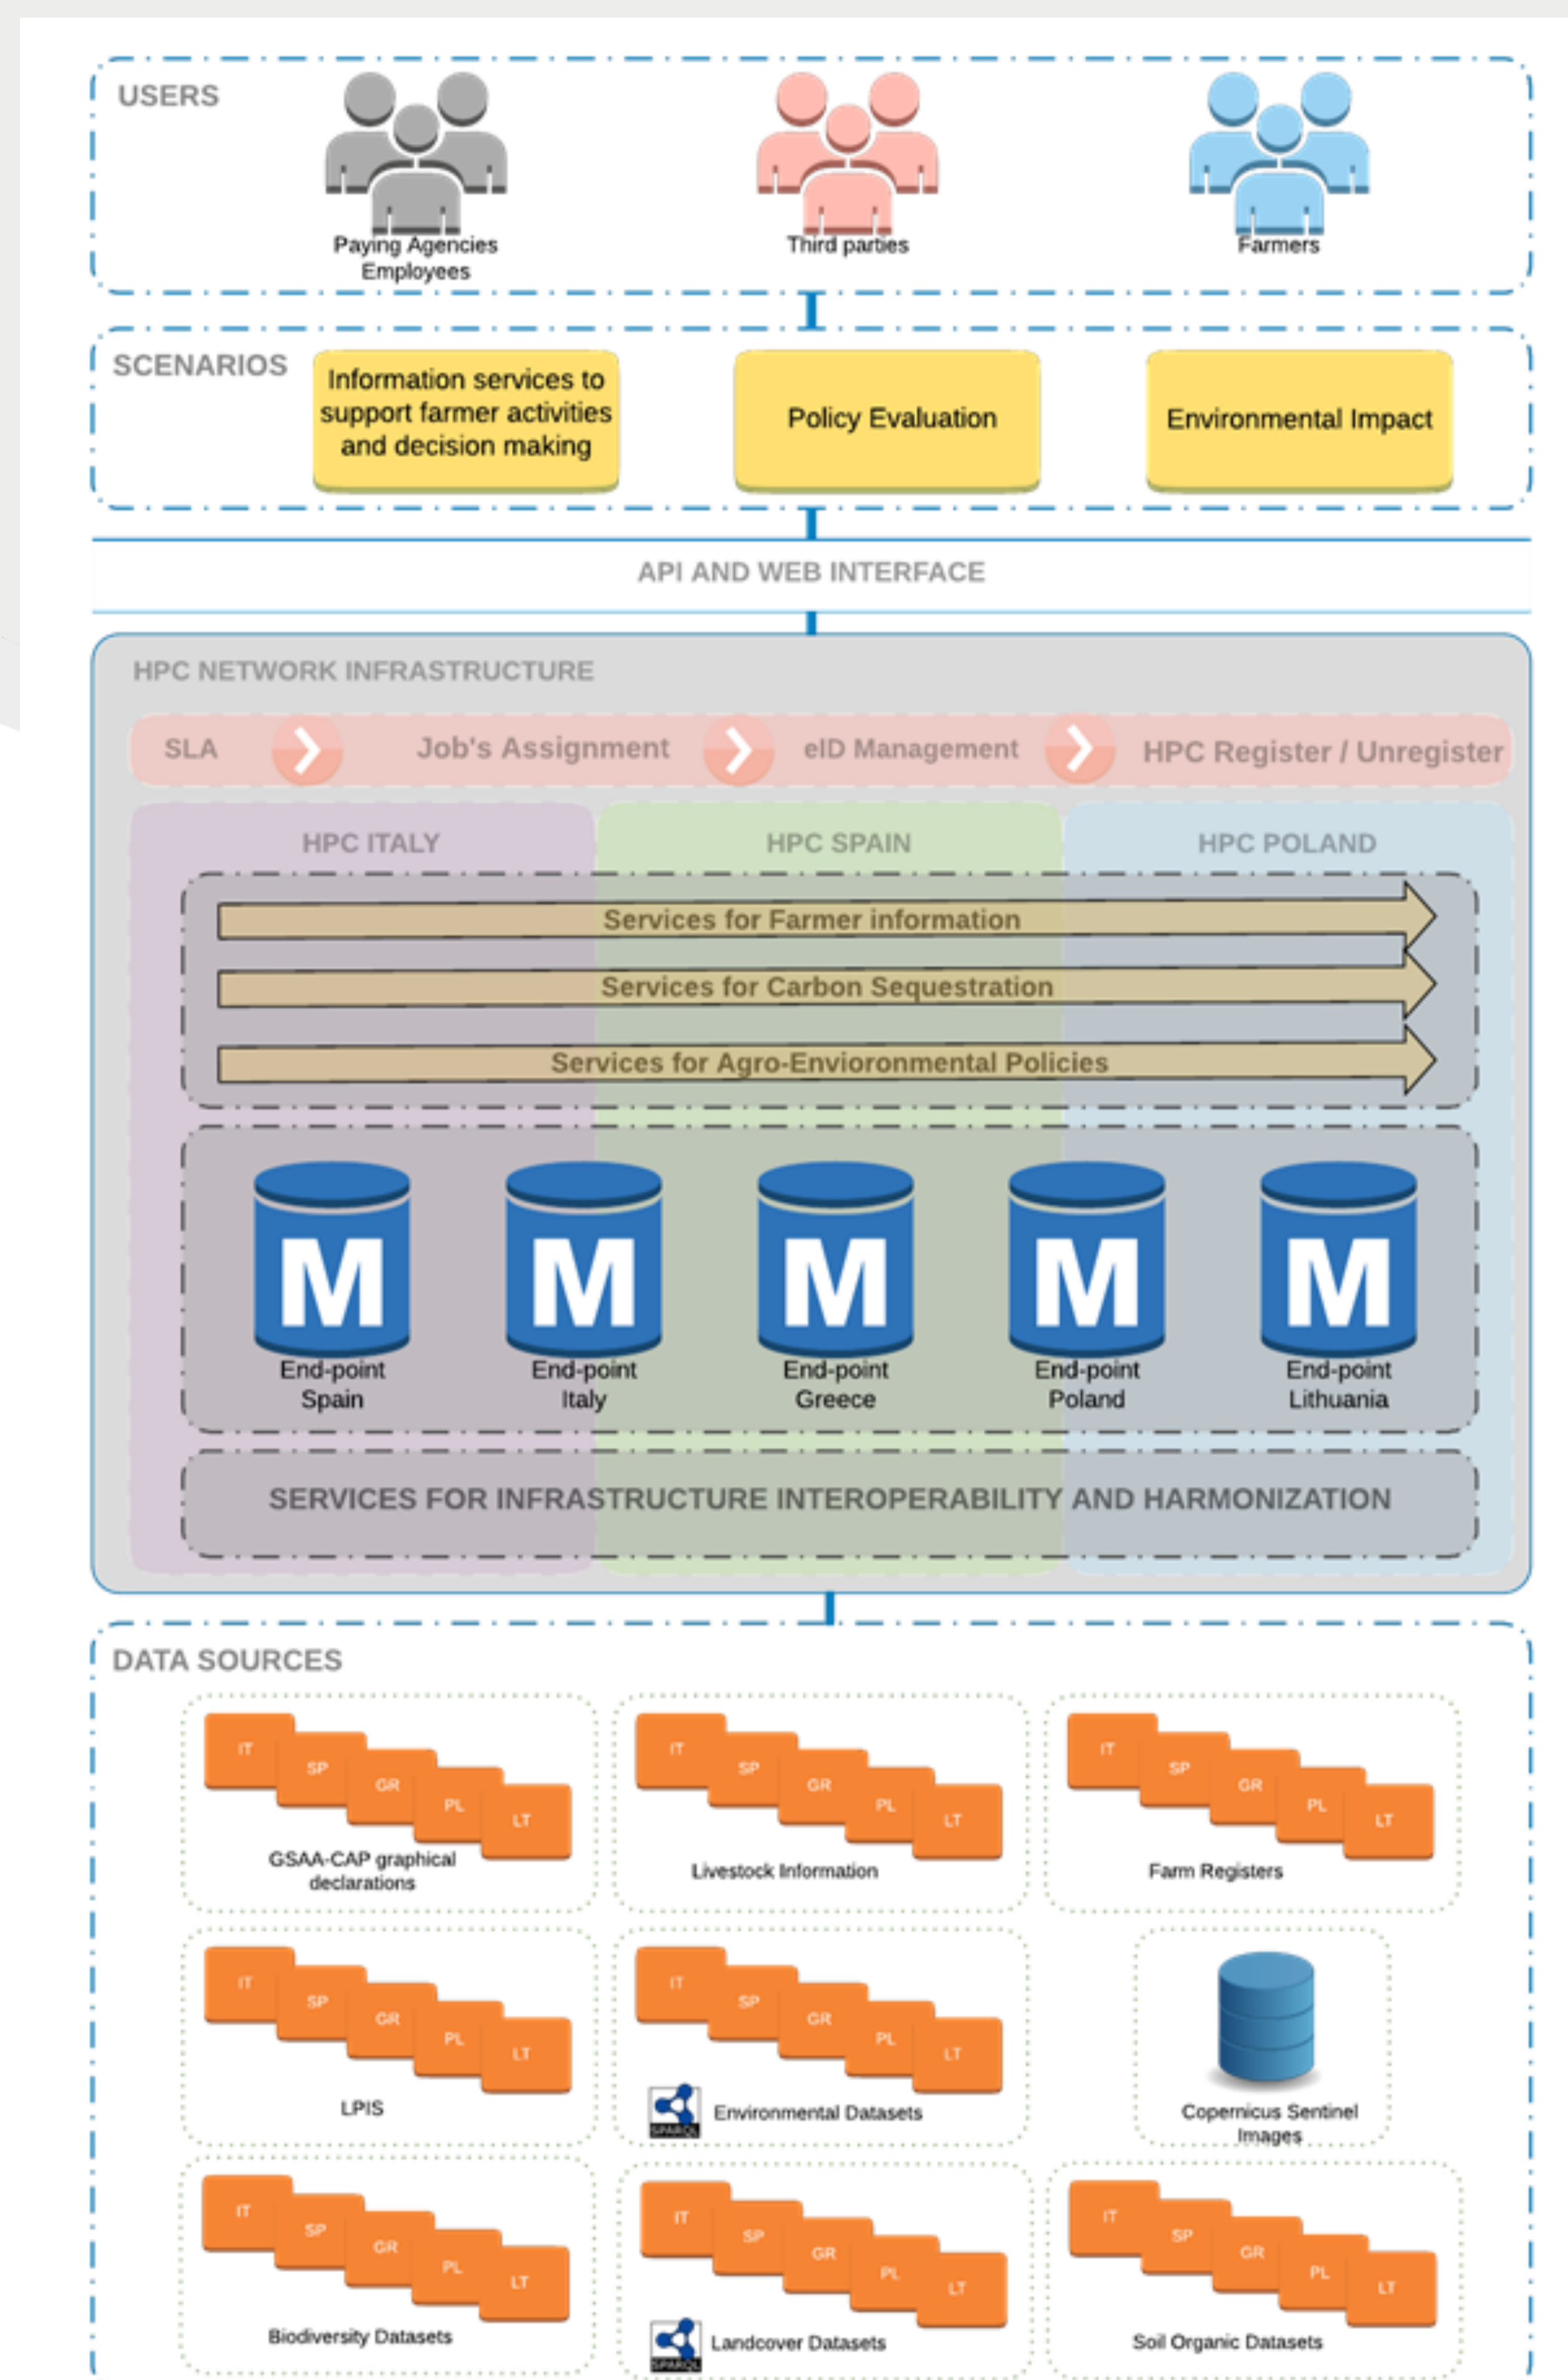 USERS
Paying Agencies
Employees
Third parties
Farmers
SCENARIOS
Information services to
support farmer activities
and decision making
Policy Evaluation
Environmental Impact
API AND WEB INTERFACE
HPC NETWORK INFRASTRUCTURE
SLA
Job's Assignment
eID Management
HPC Register / Unregister
HPC ITALY
HPC SPAIN
HPC POLAND
Services for Farmer information
Services for Carbon Sequestration
Services for Agro-Envioronmental Policies
M
End-point
Spain
M
End-point
Italy
M
End-point
Greece
M
End-point
Poland
M
End-point
Lithuania
SERVICES FOR INFRASTRUCTURE INTEROPERABILITY AND HARMONIZATION
DATA SOURCES
IT
SP
GR
PL
LT
GSAA-CAP graphical
declarations
IT
SP
GR
PL
LT
Livestock Information
IT
SP
GR
PL
LT
Farm Registers
IT
SP
GR
PL
LT
LPIS
IT
SP
GR
PL
LT
SPARQL
Environmental Datasets
Copernicus Sentinel
Images
IT
SP
GR
PL
LT
Biodiversity Datasets
IT
SP
GR
PL
LT
SPARQL
Landcover Datasets
IT
SP
GR
PL
LT
Soil Organic Datasets